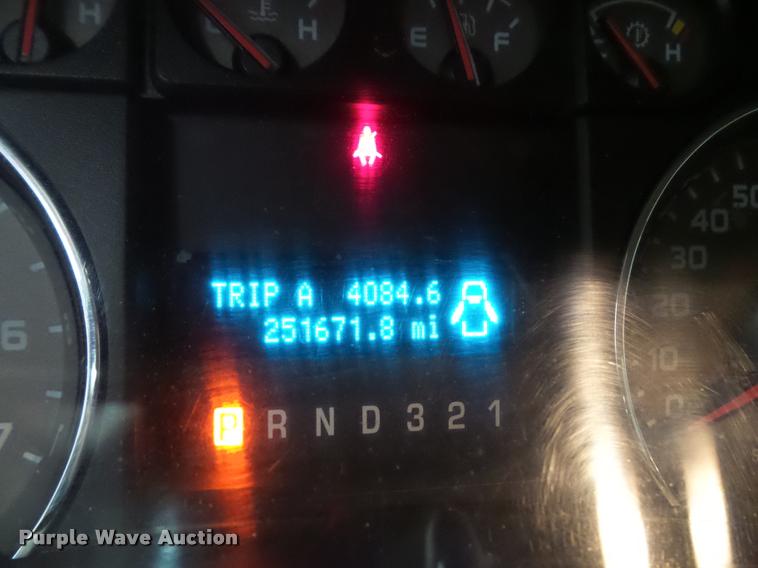 H
H
E F
H
TRIP A 4084.6
251671.8 mi
P R N D 3 2 1
6
7
50
40
30
20
10
0
Purple Wave Auction